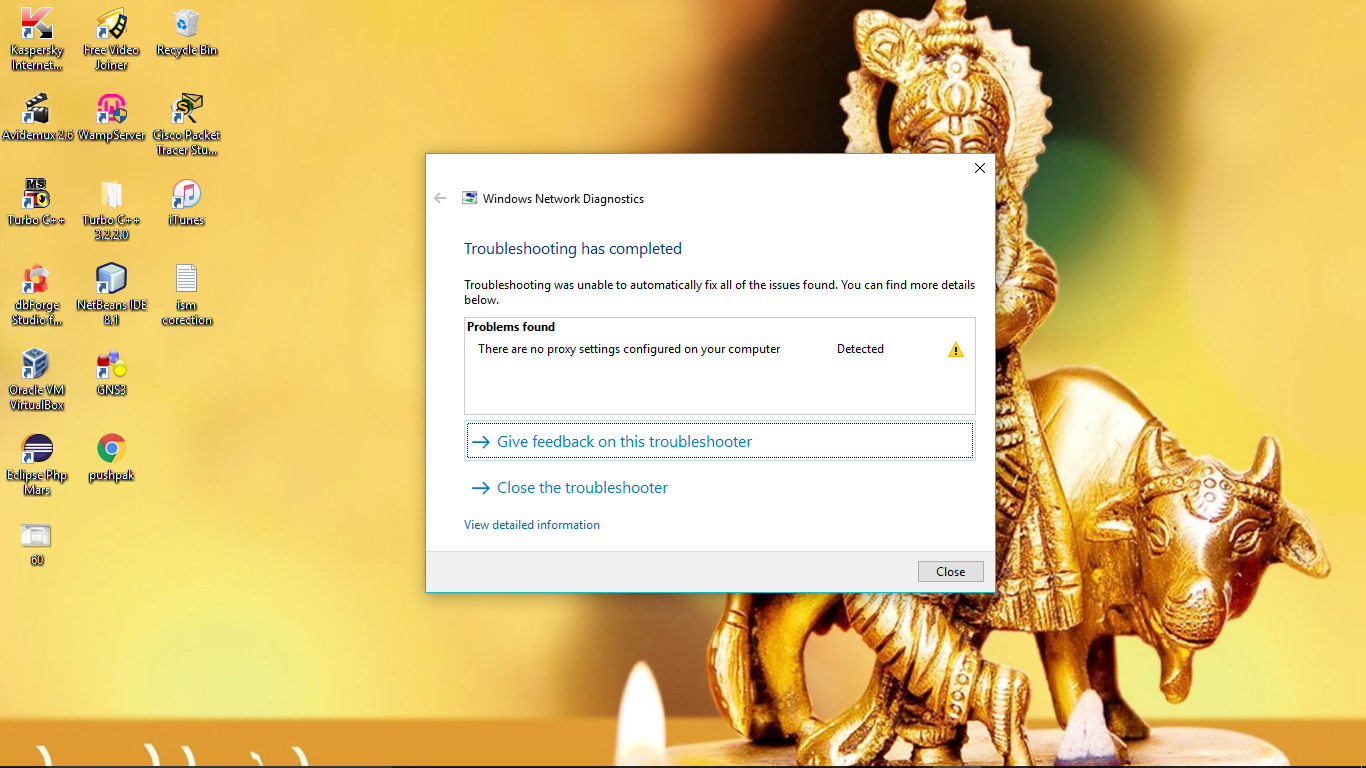 Kaspersky
Internet...
Free Video
Joiner
Recycle Bin
Avidemux 2.6
WampServer
Cisco Packet
Tracer Stu...
MS
Turbo C++
Turbo C++
3.2.2.0
iTunes
dbForge
Studio f...
NetBeans IDE
8.1
ism
corection
Oracle VM
VirtualBox
GNS3
Eclipse Php
Mars
pushpak
60
Windows Network Diagnostics
Troubleshooting has completed
Troubleshooting was unable to automatically fix all of the issues found. You can find more details
below.
Problems found
There are no proxy settings configured on your computer Detected
Give feedback on this troubleshooter
Close the troubleshooter
View detailed information
Close